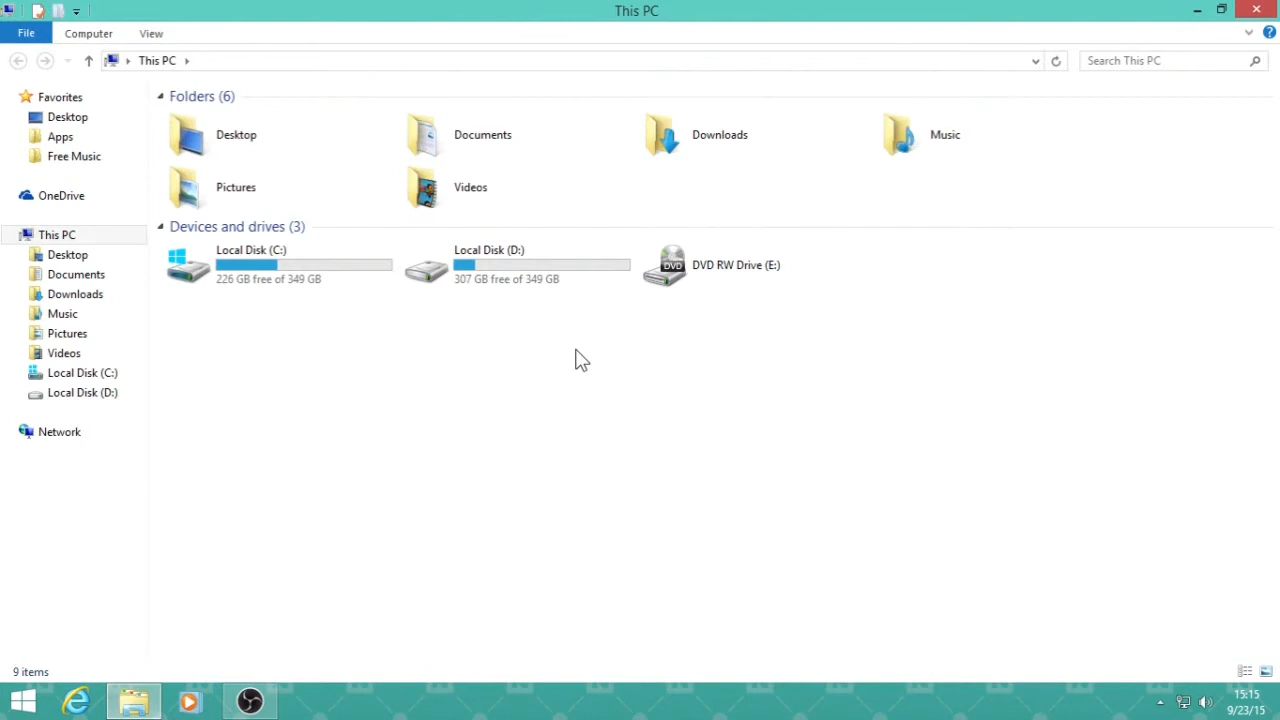 This PC
File
Computer
View
This PC
Search This PC
Favorites
Desktop
Apps
Free Music
OneDrive
This PC
Desktop
Documents
Downloads
Music
Pictures
Videos
Local Disk (C:)
Local Disk (D:)
Network
Folders (6)
Desktop
Documents
Downloads
Music
Pictures
Videos
Devices and drives (3)
Local Disk (C:)
226 GB free of 349 GB
Local Disk (D:)
307 GB free of 349 GB
DVD
DVD RW Drive (E:)
9 items
15:15
9/23/15